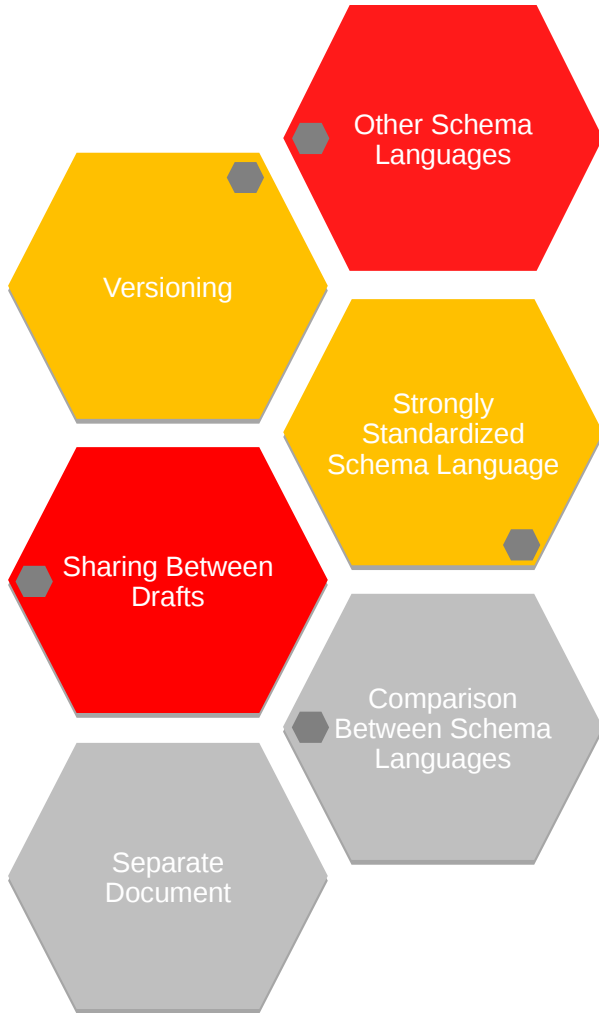 Other Schema
Languages
Versioning
Strongly
Standardized
Schema Language
Sharing Between
Drafts
Comparison
Between Schema
Languages
Separate
Document